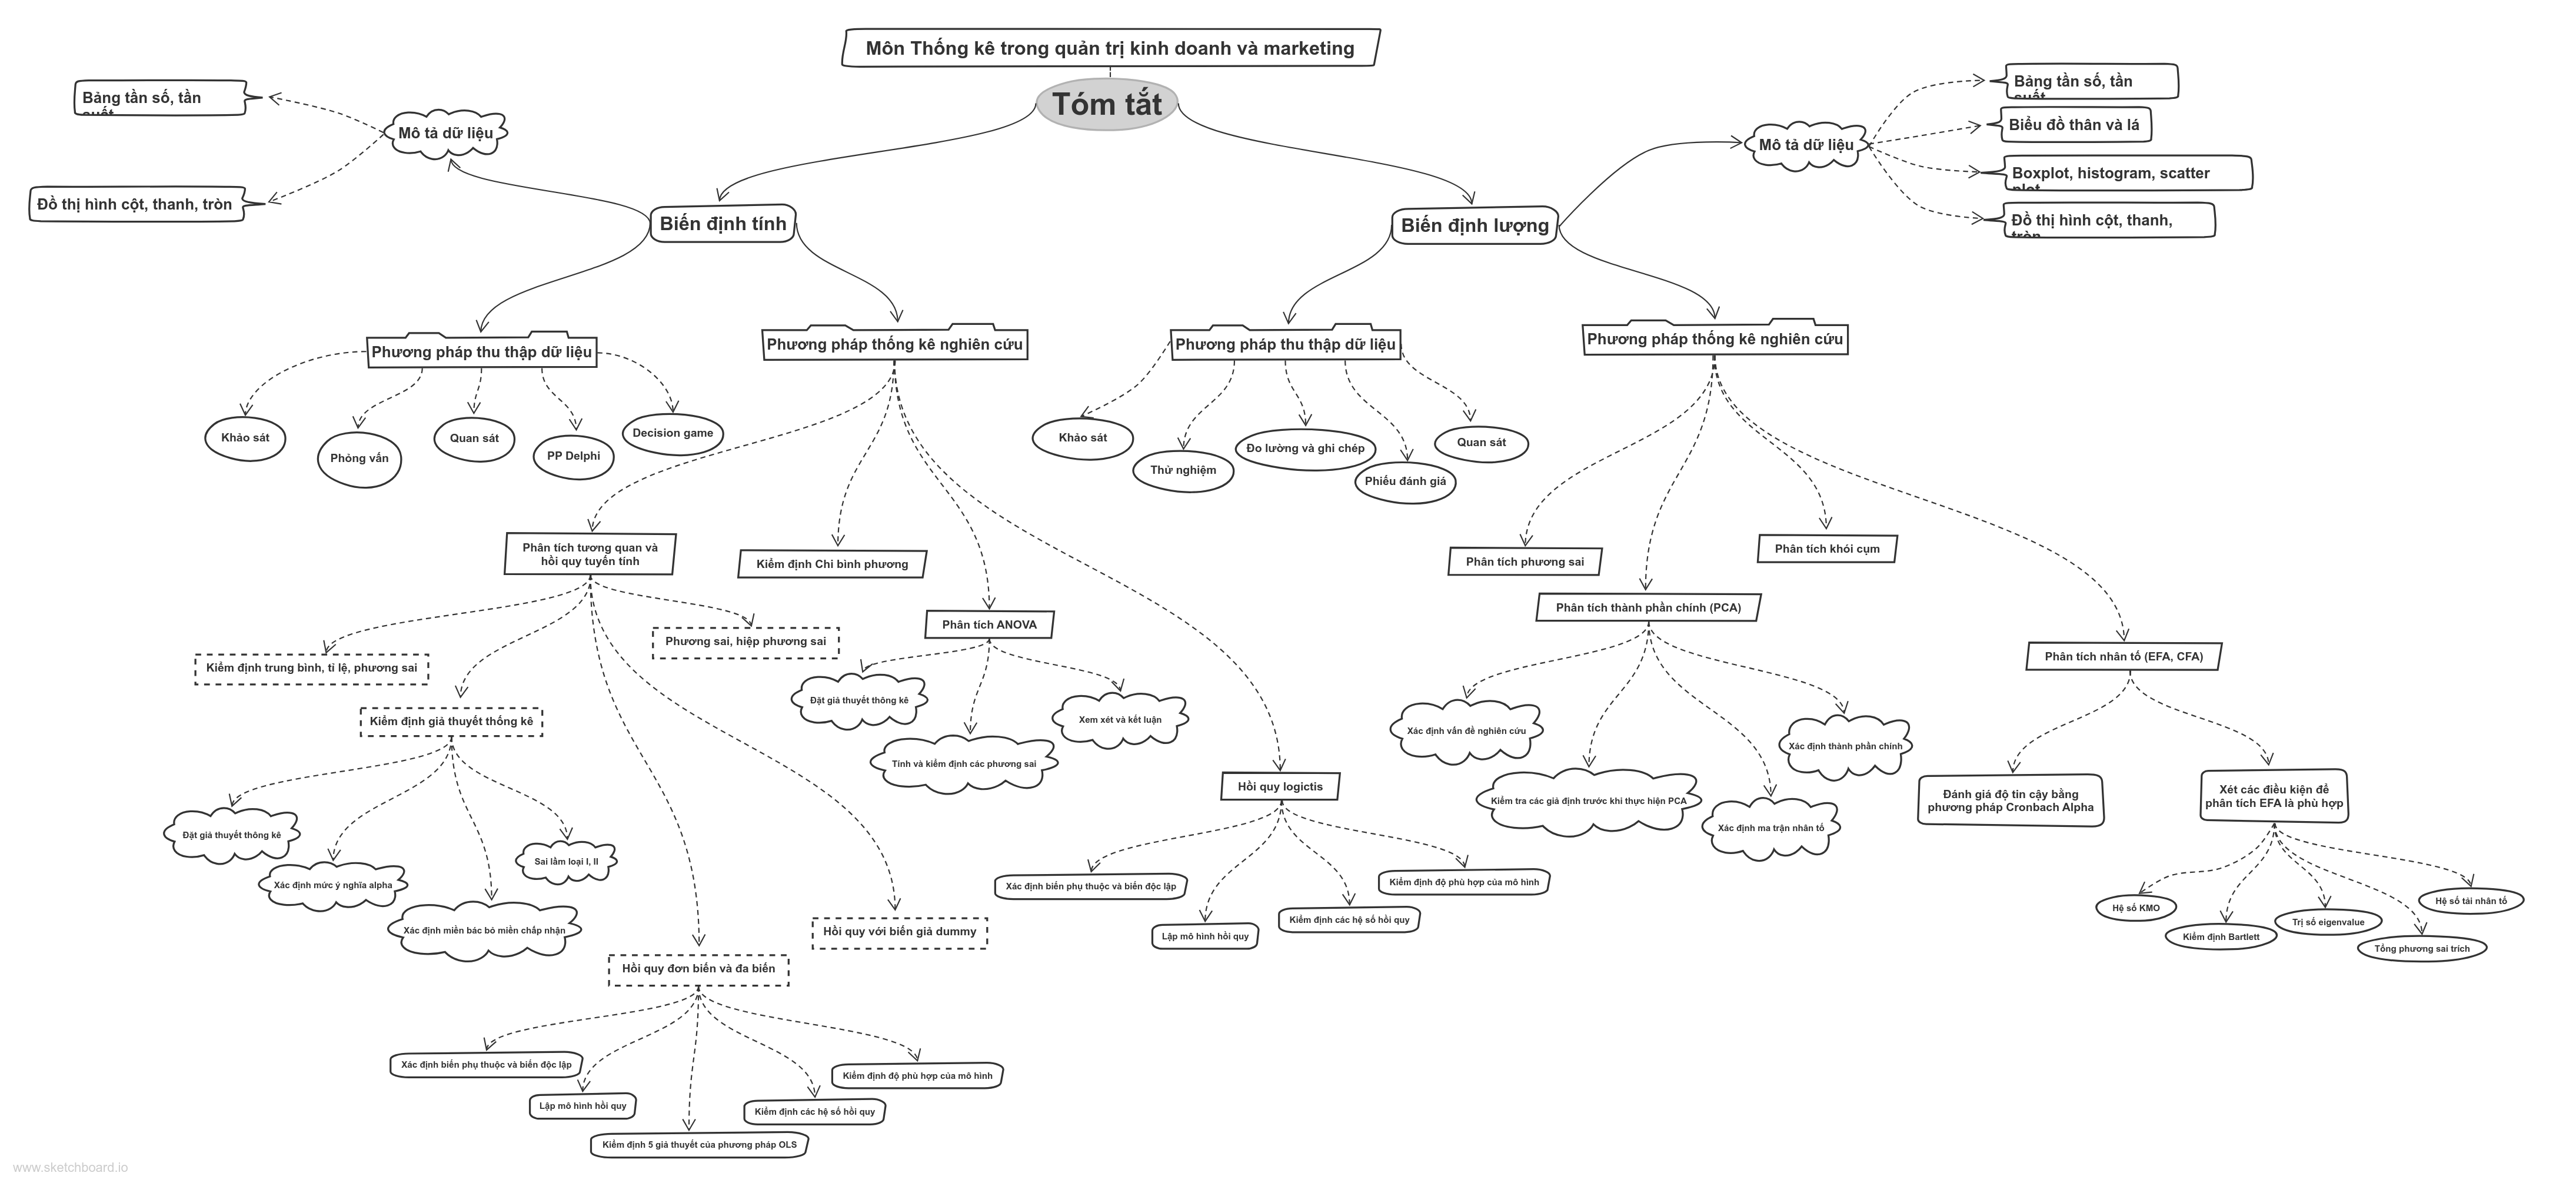 Môn Thống kê trong quản trị kinh doanh và marketing
Tóm tắt
Bảng tần số, tần
suất
Mô tả dữ liệu
Đồ thị hình cột, thanh, tròn
Biến định tính
Biến định lượng
Mô tả dữ liệu
Bảng tần số, tần
suất
Biểu đồ thân và lá
Boxplot, histogram, scatter
plot
Đồ thị hình cột, thanh,
tròn
Phương pháp thu thập dữ liệu
Phương pháp thống kê nghiên cứu
Phương pháp thu thập dữ liệu
Phương pháp thống kê nghiên cứu
Khảo sát
Phỏng vấn
Quan sát
PP Delphi
Decision game
Khảo sát
Thử nghiệm
Đo lường và ghi chép
Phiếu đánh giá
Quan sát
Phân tích tương quan và
hồi quy tuyến tính
Kiểm định Chi bình phương
Phân tích ANOVA
Phân tích phương sai
Phân tích khối cụm
Phân tích thành phần chính (PCA)
Phân tích nhân tố (EFA, CFA)
Kiểm định trung bình, tỉ lệ, phương sai
Phương sai, hiệp phương sai
Kiểm định giả thuyết thống kê
Đặt giả thuyết thông kê
Tính và kiểm định các phương sai
Xem xét và kết luận
Hồi quy logictis
Xác định vấn đề nghiên cứu
Kiểm tra các giả định trước khi thực hiện PCA
Xác định ma trận nhân tố
Xác định thành phần chính
Đánh giá độ tin cậy bằng
phương pháp Cronbach Alpha
Xét các điều kiện để
phân tích EFA là phù hợp
Đặt giả thuyết thông kê
Xác định mức ý nghĩa alpha
Xác định miền bác bỏ miền chấp nhận
Sai lầm loại I, II
Hồi quy với biến giả dummy
Hồi quy đơn biến và đa biến
Xác định biến phụ thuộc và biến độc lập
Lập mô hình hồi quy
Kiểm định các hệ số hồi quy
Kiểm định độ phù hợp của mô hình
Hệ số KMO
Kiểm định Bartlett
Trị số eigenvalue
Tổng phương sai trích
Hệ số tải nhân tố
Xác định biến phụ thuộc và biến độc lập
Lập mô hình hồi quy
Kiểm định 5 giả thuyết của phương pháp OLS
Kiểm định các hệ số hồi quy
Kiểm định độ phù hợp của mô hình
www.sketchboard.io